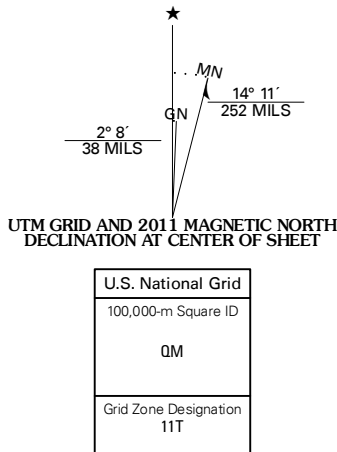 ★
MN
14° 11´
252 MILS
GN
2° 8´
38 MILS
UTM GRID AND 2011 MAGNETIC NORTH
DECLINATION AT CENTER OF SHEET
U.S. National Grid
100,000-m Square ID
QM
Grid Zone Designation
11T